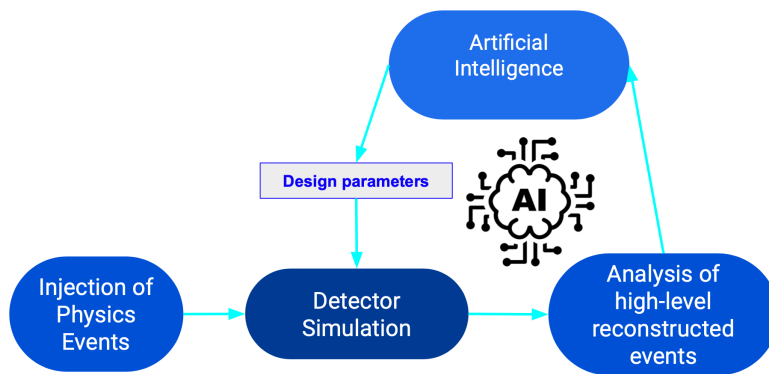 Artificial
Intelligence
Design parameters
AI
Injection of
Physics
Events
Detector
Simulation
Analysis of
high-level
reconstructed
events